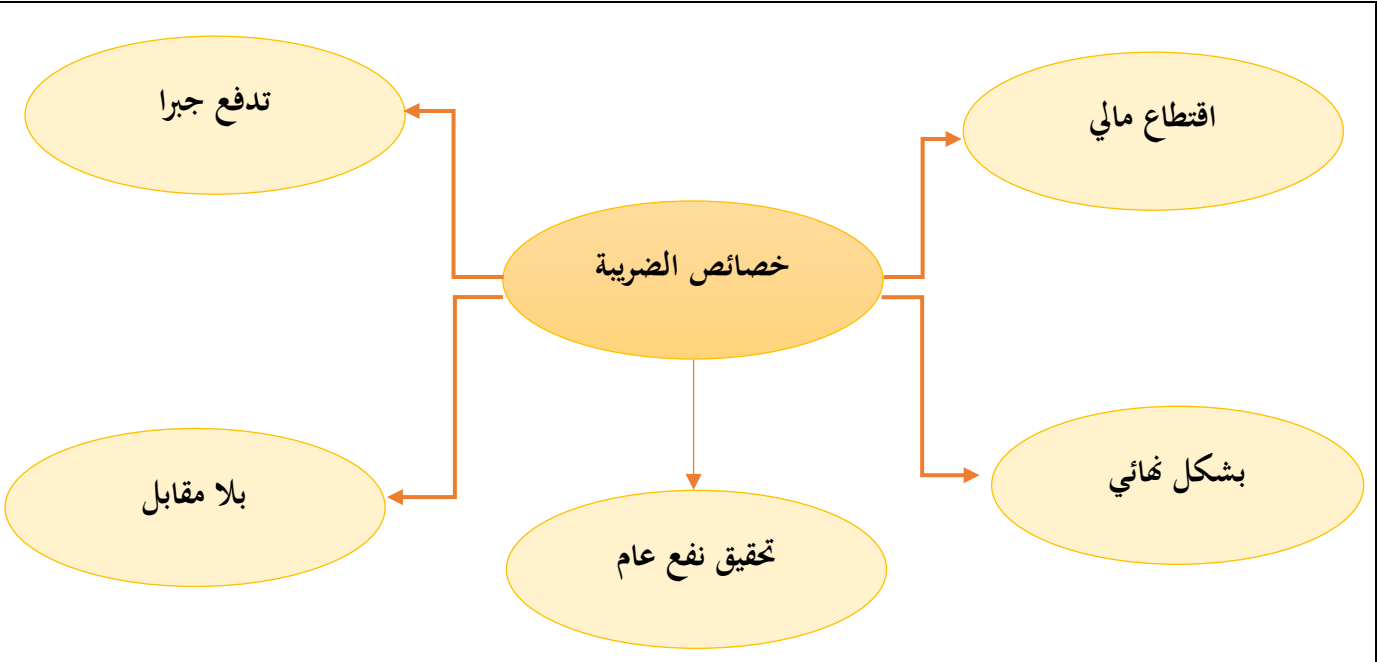 اقتطاع مالي
تدفع جبرا
خصائص الضريبة
بشكل نهائي
بلا مقابل
تحقيق نفع عام